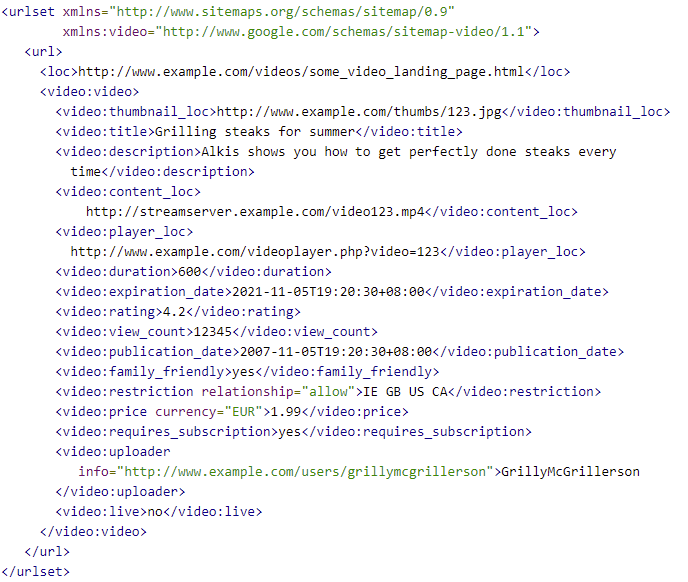 <urlset xmlns="http://www.sitemaps.org/schemas/sitemap/0.9"
xmlns:video="http://www.google.com/schemas/sitemap-video/1.1">
<url>
<loc>http://www.example.com/videos/some_video_landing_page.html</loc>
<video:video>
<video:thumbnail_loc>http://www.example.com/thumbs/123.jpg</video:thumbnail_loc>
<video:title>Grilling steaks for summer</video:title>
<video:description>Alkis shows you how to get perfectly done steaks every
time</video:description>
<video:content_loc>
http://streamserver.example.com/video123.mp4</video:content_loc>
<video:player_loc>
http://www.example.com/videoplayer.php?video=123</video:player_loc>
<video:duration>600</video:duration>
<video:expiration_date>2021-11-05T19:20:30+08:00</video:expiration_date>
<video:rating>4.2</video:rating>
<video:view_count>12345</video:view_count>
<video:publication_date>2007-11-05T19:20:30+08:00</video:publication_date>
<video:family_friendly>yes</video:family_friendly>
<video:restriction relationship="allow">IE GB US CA</video:restriction>
<video:price currency="EUR">1.99</video:price>
<video:requires_subscription>yes</video:requires_subscription>
<video:uploader
info="http://www.example.com/users/grillymcgrillerson">GrillyMcGrillerson
</video:uploader>
<video:live>no</video:live>
</video:video>
</url>
</urlset>